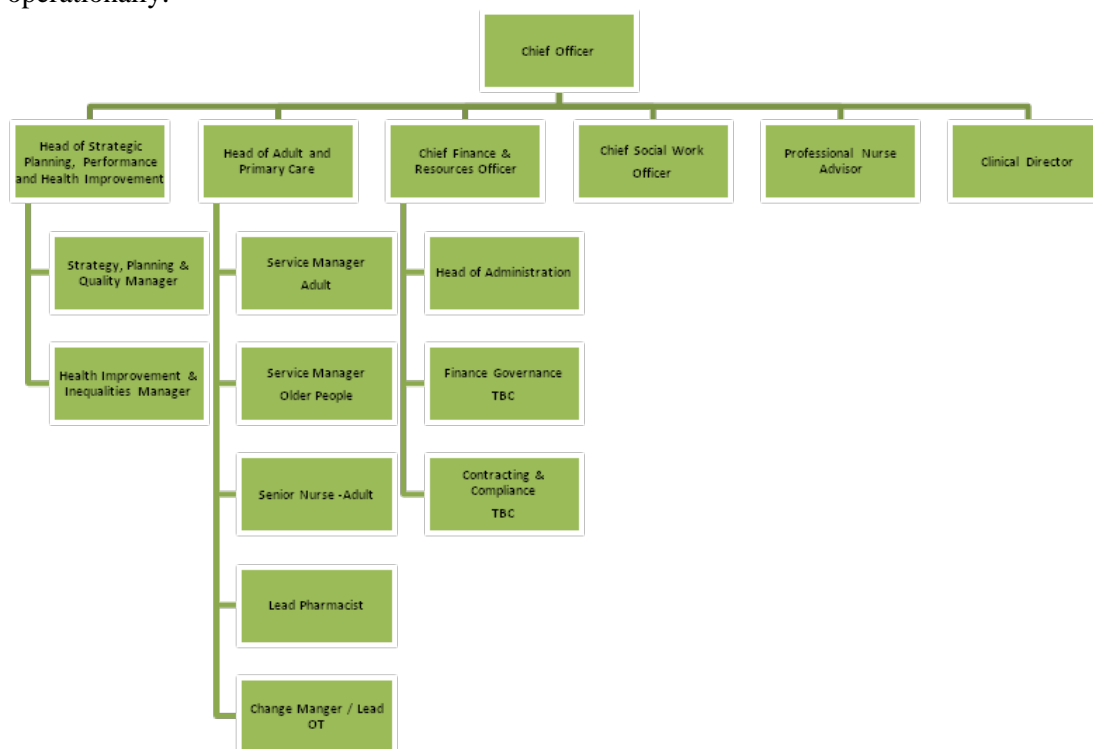 operationally.
Chief Officer
Head of Strategic
Planning, Performance
and Health Improvement
Head of Adult and
Primary Care
Chief Finance &
Resources Officer
Chief Social Work
Officer
Professional Nurse
Advisor
Clinical Director
Strategy, Planning &
Quality Manager
Health Improvement &
Inequalities Manager
Service Manager
Adult
Service Manager
Older People
Senior Nurse -Adult
Lead Pharmacist
Change Manger / Lead
OT
Head of Administration
Finance Governance
TBC
Contracting &
Compliance
TBC